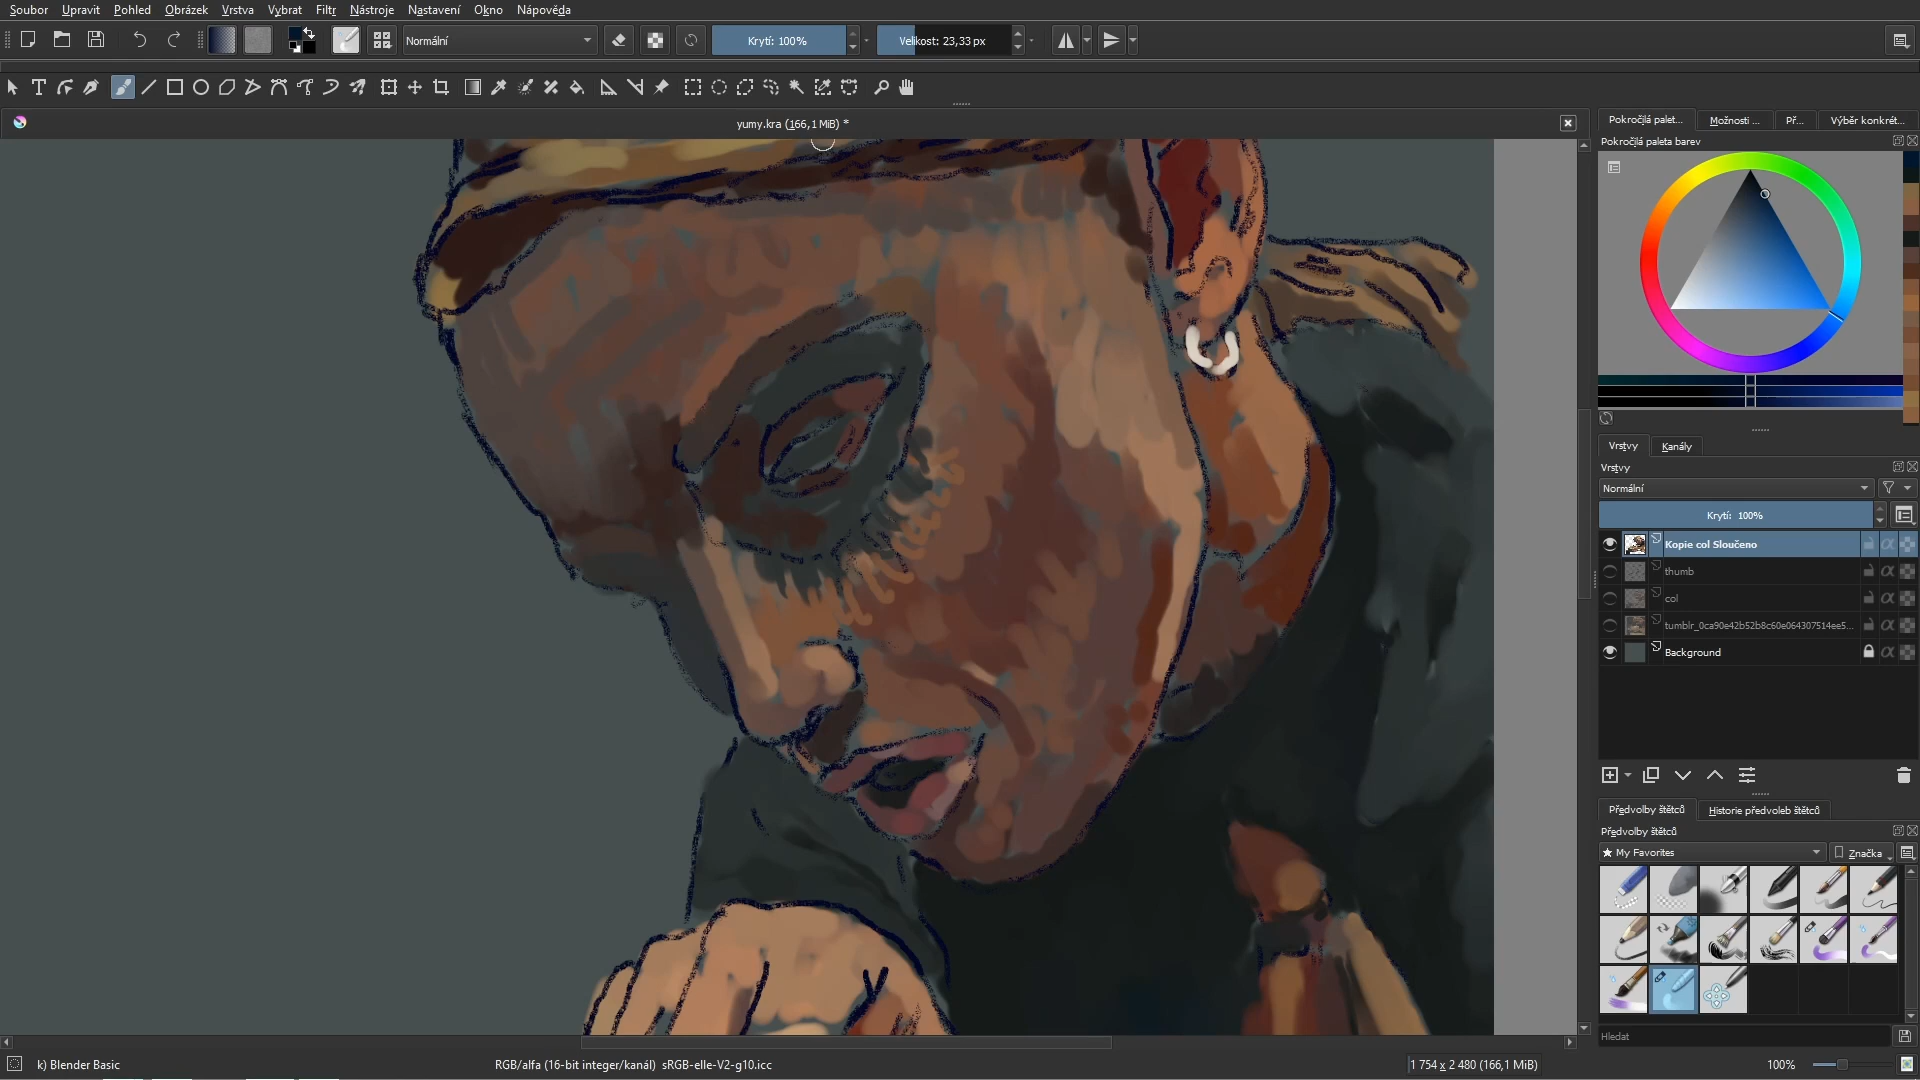 Soubor Upravit Pohled Obrázek Vrstva Vybrat Filtr Nástroje Nastavení Okno Nápověda
Normální
Krytí: 100%
Velikost: 23,33 px
yumy.kra (166,1 MiB) *
Pokročilá palet... Možnosti ... Př... Výběr konkrét...
Pokročilá paleta barev
Vrstvy Kanály
Vrstvy
Normální
Krytí: 100%
Kopie col Sloučeno
thumb
col
tumblr_0ca90e42b52b8c60e064307514ee5...
Background
Předvolby štětců Historie předvoleb štětců
Předvolby štětců
★ My Favorites Značka
Hledat
k) Blender Basic
RGB/alfa (16-bit integer/kanál) sRGB-elle-V2-g10.icc
1 754 x 2 480 (166,1 MiB)
100%